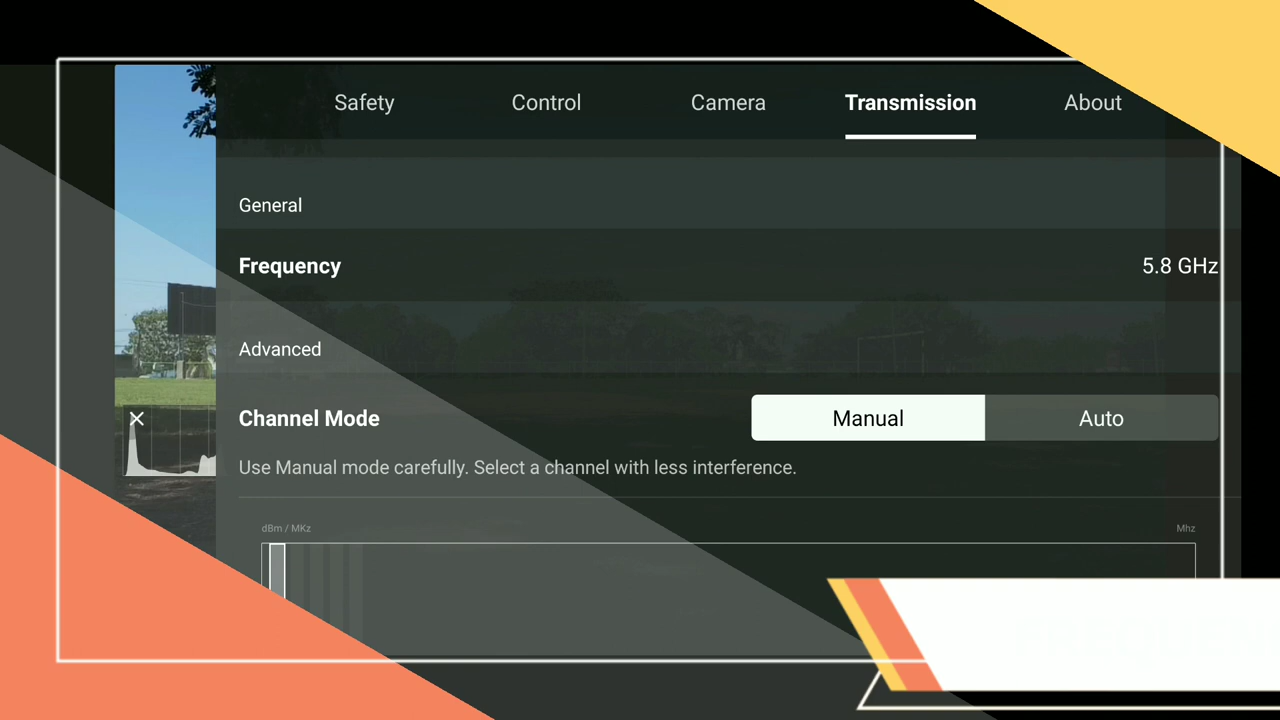 Safety Control Camera Transmission About
General
Frequency 5.8 GHz
Advanced
Channel Mode Manual Auto
Use Manual mode carefully. Select a channel with less interference.
dBm / MKz Mhz